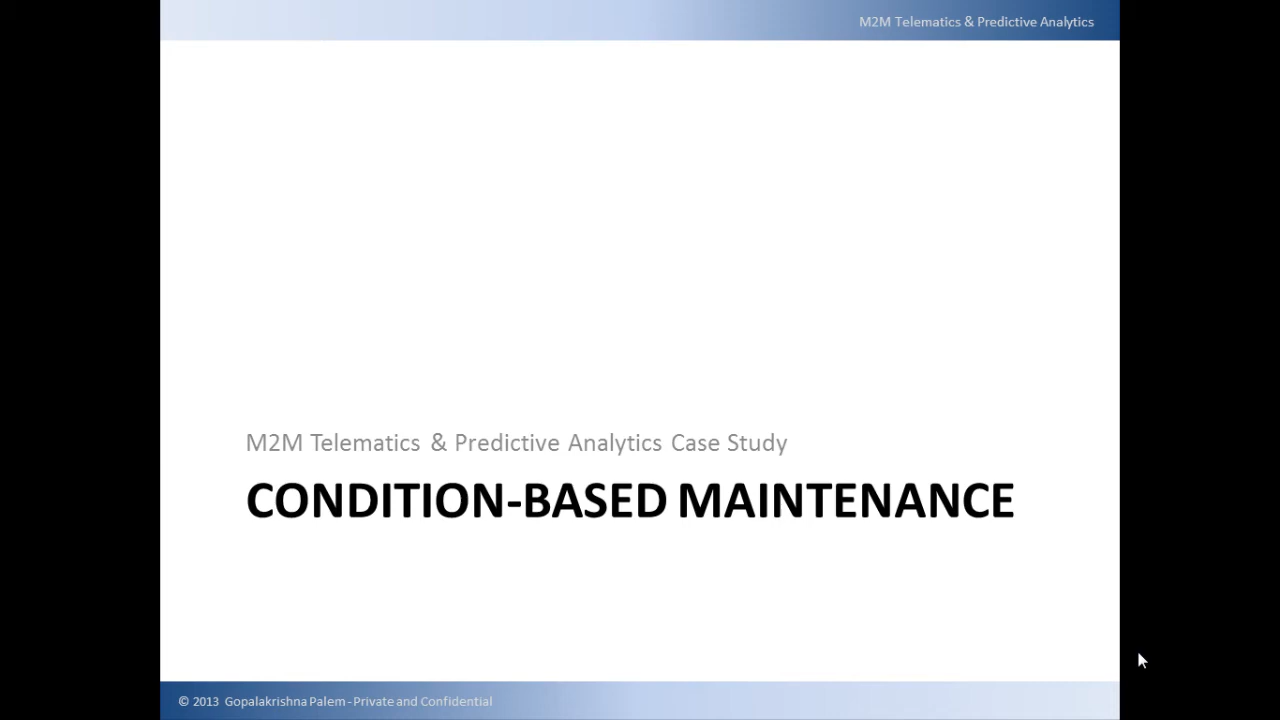 M2M Telematics & Predictive Analytics
M2M Telematics & Predictive Analytics Case Study
CONDITION-BASED MAINTENANCE
© 2013 Gopalakrishna Palem - Private and Confidential